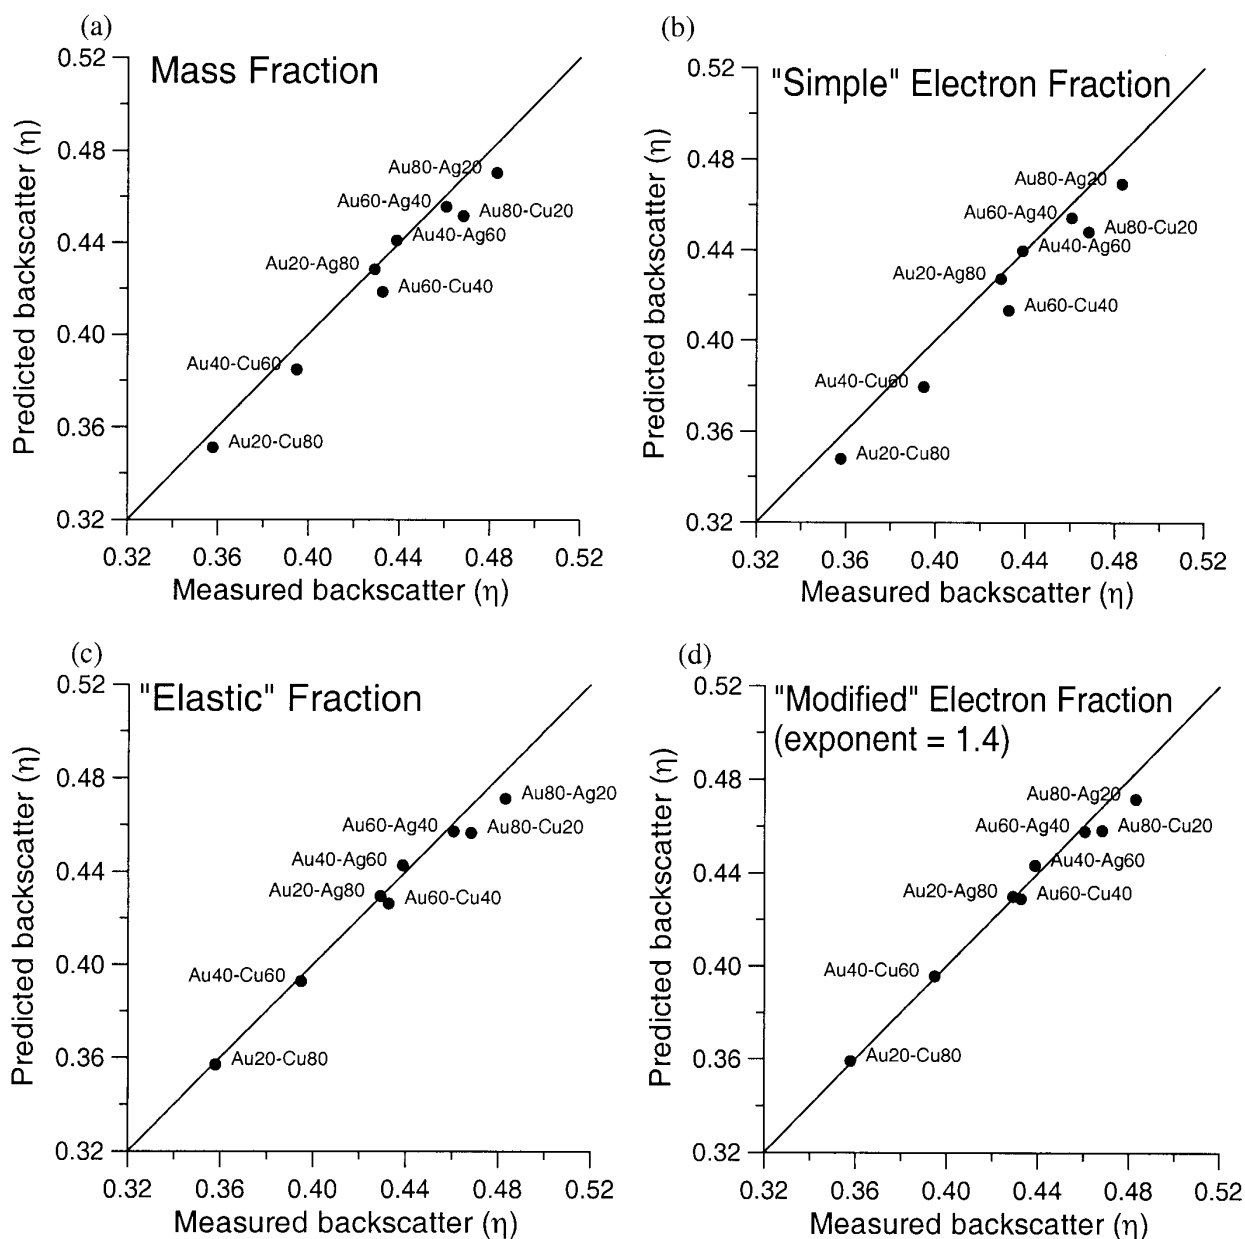 (a)
Mass Fraction
0.52
0.48
0.44
0.40
0.36
0.32
Predicted backscatter (η)
Au80-Ag20
Au60-Ag40
Au80-Cu20
Au40-Ag60
Au20-Ag80
Au60-Cu40
Au40-Cu60
Au20-Cu80
0.32 0.36 0.40 0.44 0.48 0.52
Measured backscatter (η)
(b)
"Simple" Electron Fraction
0.52
0.48
0.44
0.40
0.36
0.32
Predicted backscatter (η)
Au80-Ag20
Au60-Ag40
Au80-Cu20
Au40-Ag60
Au20-Ag80
Au60-Cu40
Au40-Cu60
Au20-Cu80
0.32 0.36 0.40 0.44 0.48 0.52
Measured backscatter (η)
(c)
"Elastic" Fraction
0.52
0.48
0.44
0.40
0.36
0.32
Predicted backscatter (η)
Au80-Ag20
Au60-Ag40
Au80-Cu20
Au40-Ag60
Au20-Ag80
Au60-Cu40
Au40-Cu60
Au20-Cu80
0.32 0.36 0.40 0.44 0.48 0.52
Measured backscatter (η)
(d)
"Modified" Electron Fraction
(exponent = 1.4)
0.52
0.48
0.44
0.40
0.36
0.32
Predicted backscatter (η)
Au80-Ag20
Au60-Ag40
Au80-Cu20
Au40-Ag60
Au20-Ag80
Au60-Cu40
Au40-Cu60
Au20-Cu80
0.32 0.36 0.40 0.44 0.48 0.52
Measured backscatter (η)